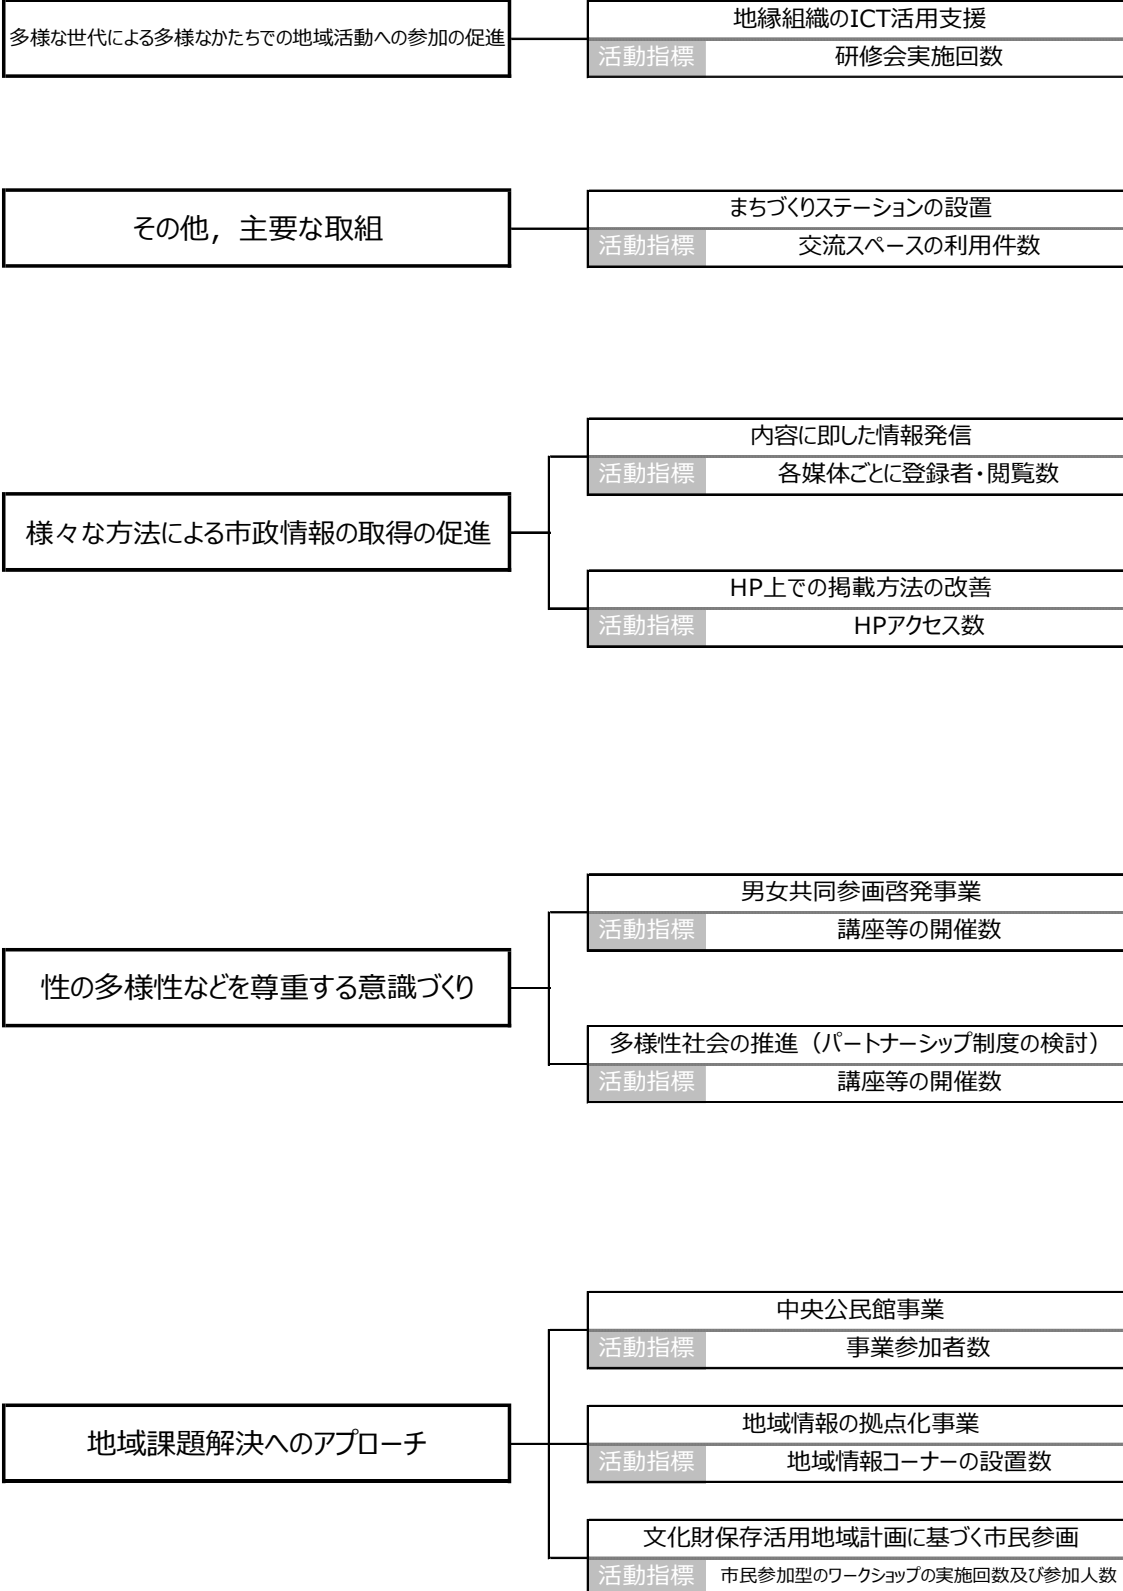 多様な世代による多様なかたちでの地域活動への参加の促進
地縁組織のICT活用支援
活動指標 研修会実施回数
その他，主要な取組
まちづくりステーションの設置
活動指標 交流スペースの利用件数
様々な方法による市政情報の取得の促進
内容に即した情報発信
活動指標 各媒体ごとに登録者・閲覧数
HP上での掲載方法の改善
活動指標 HPアクセス数
性の多様性などを尊重する意識づくり
男女共同参画啓発事業
活動指標 講座等の開催数
多様性社会の推進（パートナーシップ制度の検討）
活動指標 講座等の開催数
地域課題解決へのアプローチ
中央公民館事業
活動指標 事業参加者数
地域情報の拠点化事業
活動指標 地域情報コーナーの設置数
文化財保存活用地域計画に基づく市民参画
活動指標 市民参加型のワークショップの実施回数及び参加人数